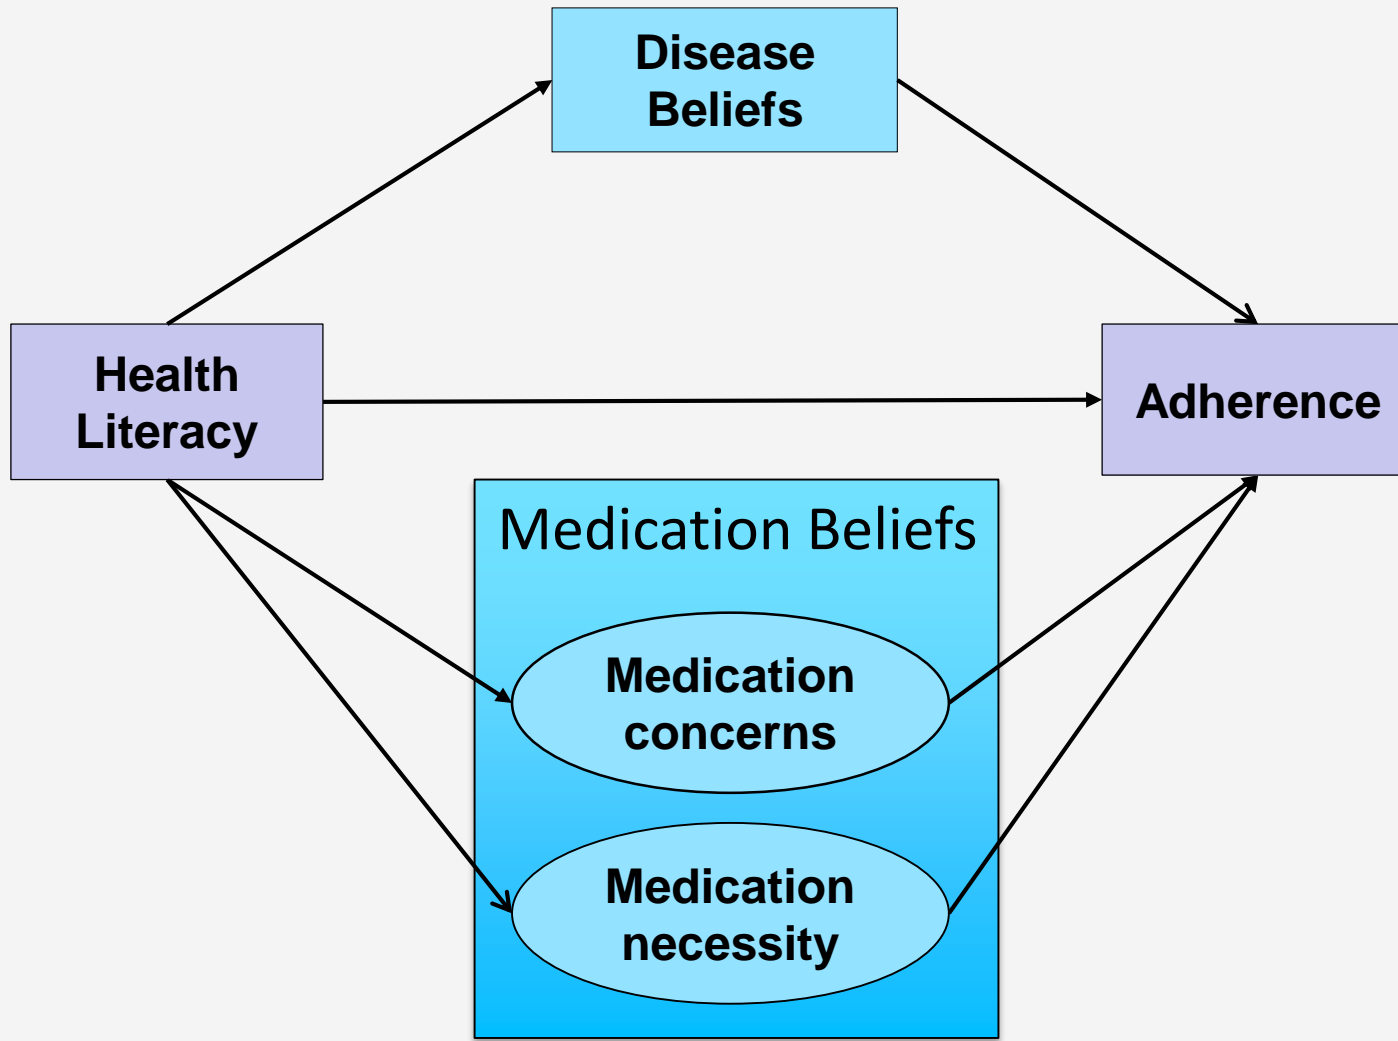 Disease
Beliefs
Health
Literacy
Adherence
Medication Beliefs
Medication
concerns
Medication
necessity